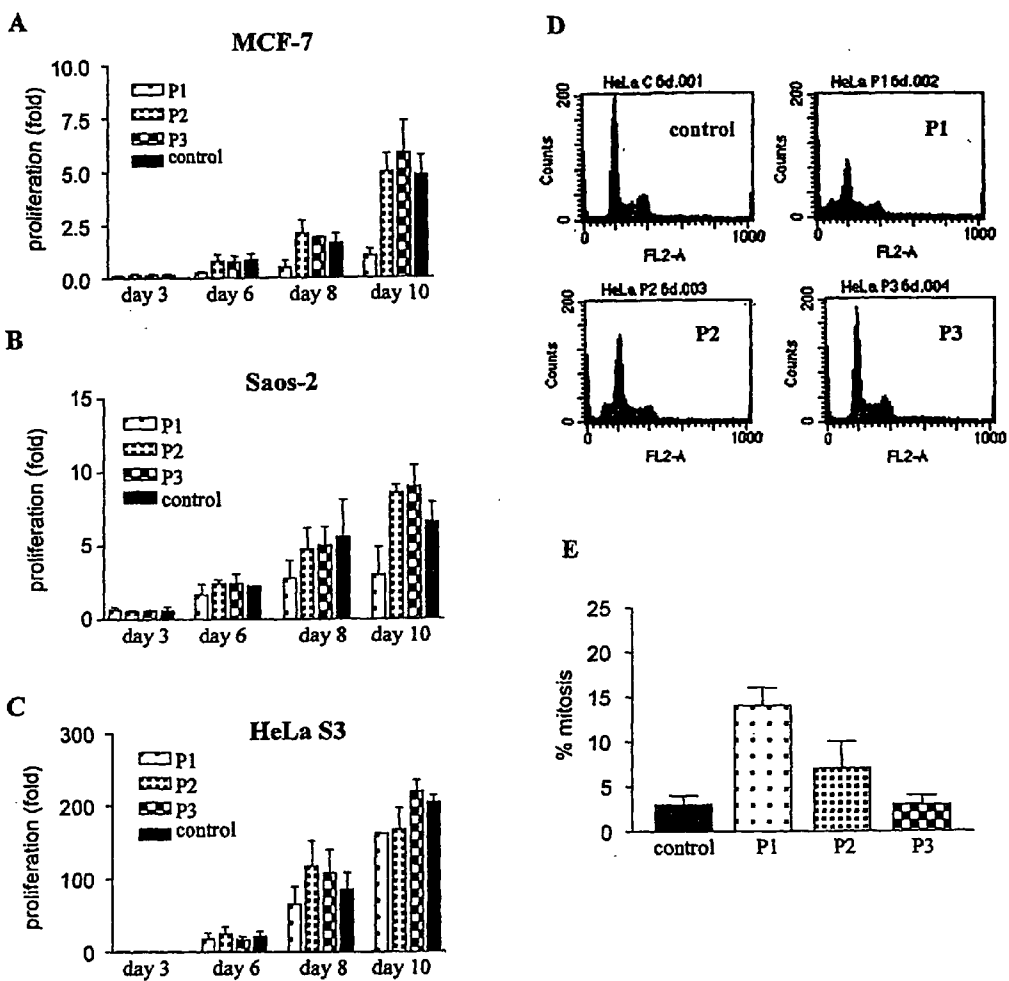 A
MCF-7
proliferation (fold)
10.0
7.5
5.0
2.5
0.0
P1
P2
P3
control
day 3
day 6
day 8
day 10
B
Saos-2
proliferation (fold)
15
10
5
0
P1
P2
P3
control
day 3
day 6
day 8
day 10
C
HeLa S3
proliferation (fold)
300
200
100
0
P1
P2
P3
control
day 3
day 6
day 8
day 10
D
HeLa C 6d.001
control
Counts
200
0
0
1000
FL2-A
HeLa P1 6d.002
P1
Counts
200
0
0
1000
FL2-A
HeLa P2 6d.003
P2
Counts
200
0
0
1000
FL2-A
HeLa P3 6d.004
P3
Counts
200
0
0
1000
FL2-A
E
% mitosis
25
20
15
10
5
0
control
P1
P2
P3